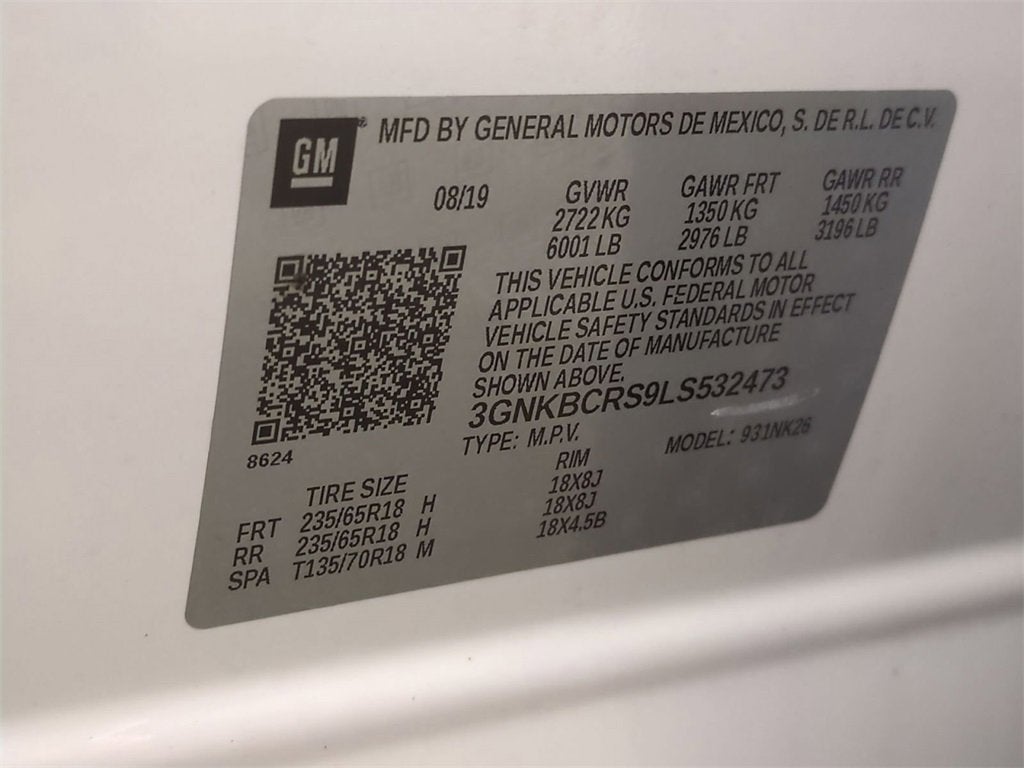 GM® MFD BY GENERAL MOTORS DE MEXICO, S. DE R.L. DE C.V.
08/19 GVWR GAWR FRT GAWR RR
2722 KG 1350 KG 1450 KG
6001 LB 2976 LB 3196 LB
THIS VEHICLE CONFORMS TO ALL
APPLICABLE U.S. FEDERAL MOTOR
VEHICLE SAFETY STANDARDS IN EFFECT
ON THE DATE OF MANUFACTURE
SHOWN ABOVE.
3GNKBCRS9LS532473
8624
TYPE: M.P.V. MODEL: 931NK26
TIRE SIZE RIM
FRT 235/65R18 H 18X8J
RR 235/65R18 H 18X8J
SPA T135/70R18 M 18X4.5B